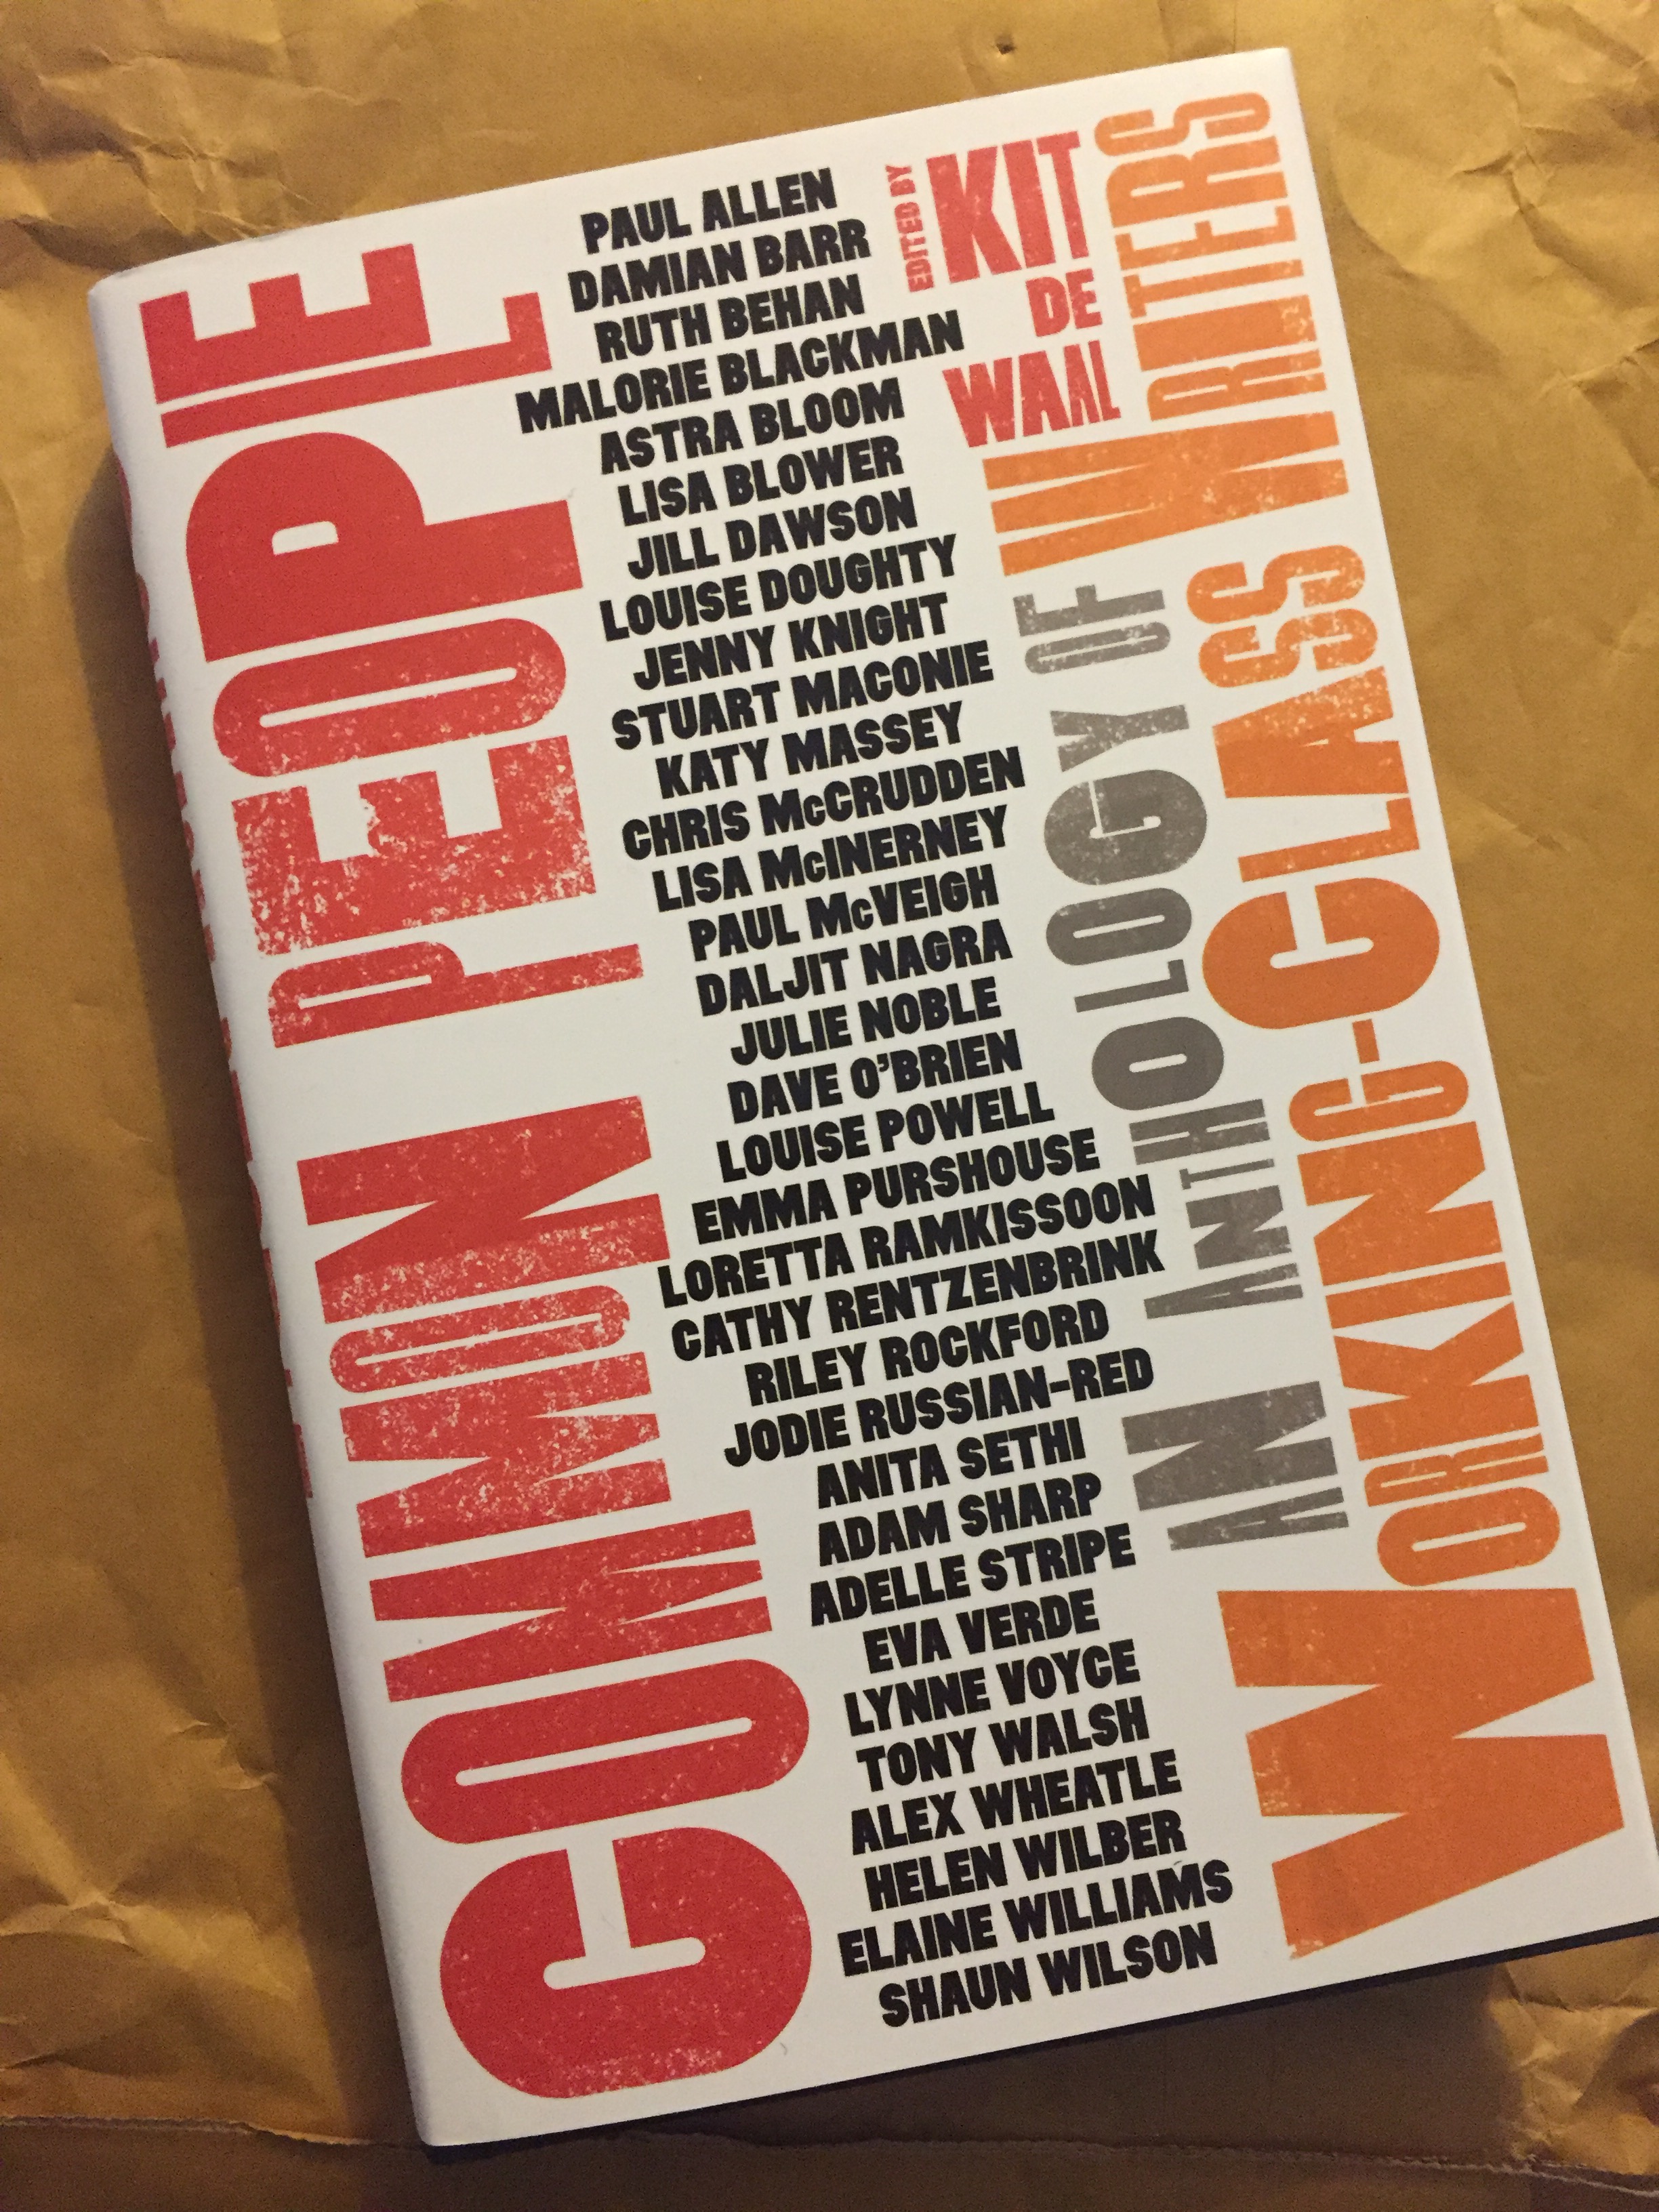 COMMON PEOPLE
PAUL ALLEN
DAMIAN BARR
RUTH BEHAN
MALORIE BLACKMAN
ASTRA BLOOM
LISA BLOWER
JILL DAWSON
LOUISE DOUGHTY
JENNY KNIGHT
STUART MACONIE
KATY MASSEY
CHRIS McCRUDDEN
LISA McINERNEY
PAUL McVEIGH
DALJIT NAGRA
JULIE NOBLE
DAVE O'BRIEN
LOUISE POWELL
EMMA PURSHOUSE
LORETTA RAMKISSOON
CATHY RENTZENBRINK
RILEY ROCKFORD
JODIE RUSSIAN-RED
ANITA SETHI
ADAM SHARP
ADELLE STRIPE
EVA VERDE
LYNNE VOYCE
TONY WALSH
ALEX WHEATLE
HELEN WILBER
ELAINE WILLIAMS
SHAUN WILSON
EDITED BY
KIT
DE
WAAL
AN ANTHOLOGY OF
WORKING-CLASS WRITERS